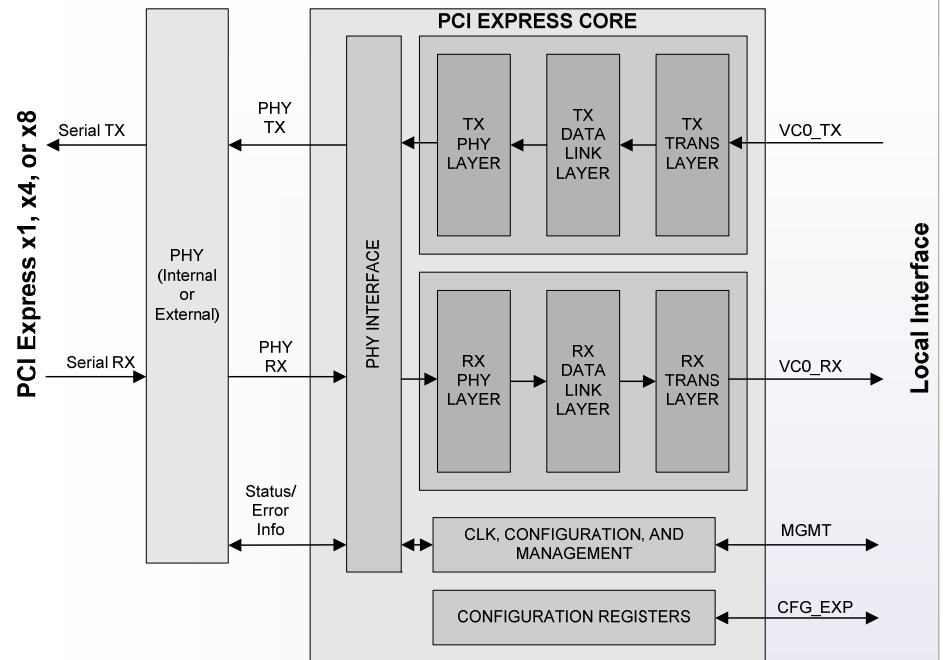 PCI EXPRESS CORE
PCI Express x1, x4, or x8
Serial TX
PHY
TX
TX
PHY
LAYER
TX
DATA
LINK
LAYER
TX
TRANS
LAYER
VC0_TX
PHY
(Internal
or
External)
PHY INTERFACE
Local Interface
Serial RX
PHY
RX
RX
PHY
LAYER
RX
DATA
LINK
LAYER
RX
TRANS
LAYER
VC0_RX
Status/
Error
Info
CLK, CONFIGURATION, AND
MANAGEMENT
MGMT
CONFIGURATION REGISTERS
CFG_EXP